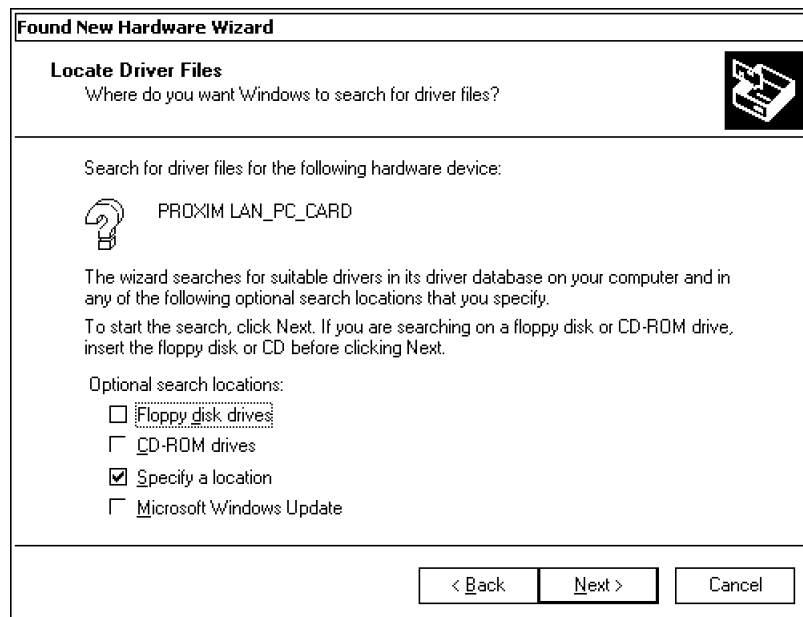 Found New Hardware Wizard
Locate Driver Files
Where do you want Windows to search for driver files?
Search for driver files for the following hardware device:
PROXIM LAN_PC_CARD
The wizard searches for suitable drivers in its driver database on your computer and in
any of the following optional search locations that you specify.
To start the search, click Next. If you are searching on a floppy disk or CD-ROM drive,
insert the floppy disk or CD before clicking Next.
Optional search locations:
Floppy disk drives
CD-ROM drives
Specify a location
Microsoft Windows Update
< Back Next > Cancel